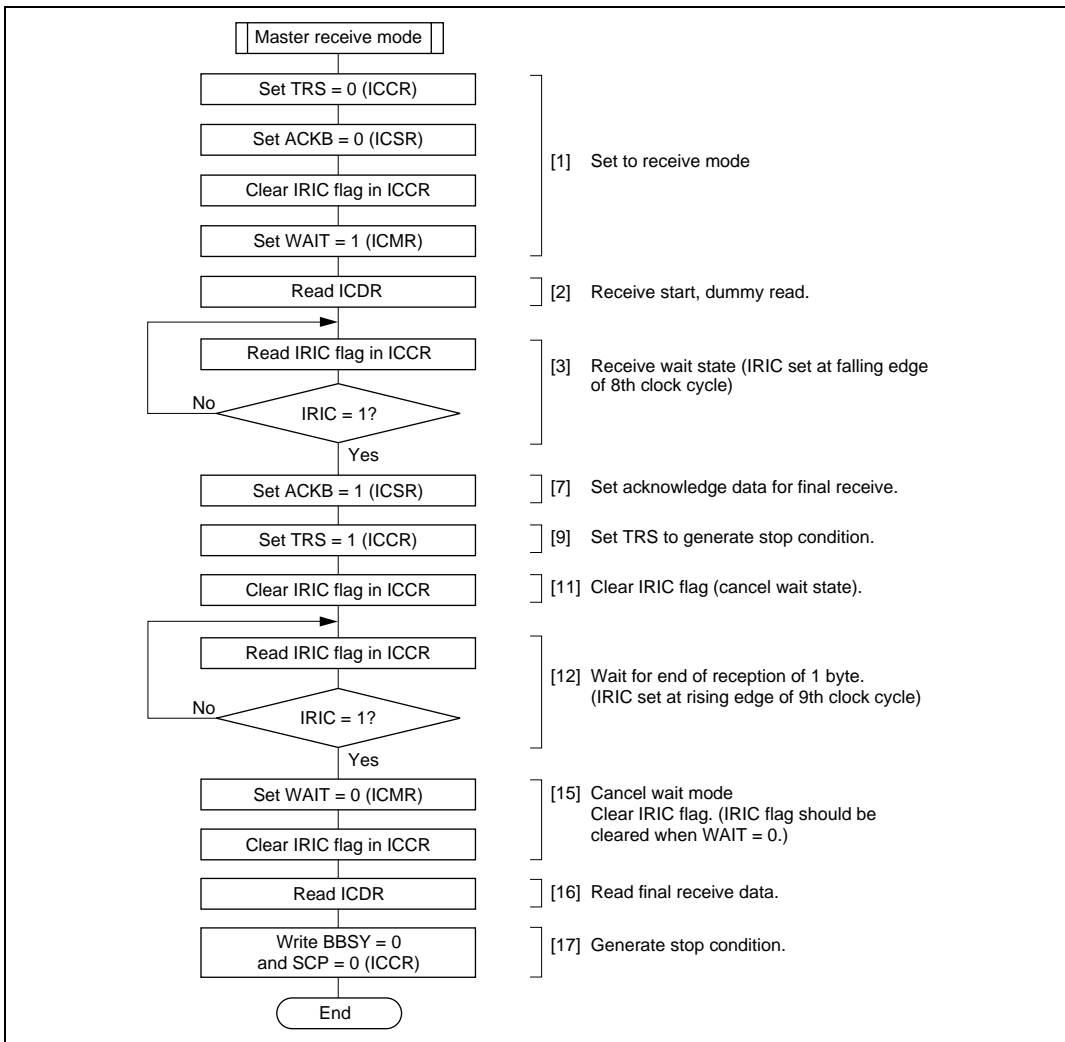 Master receive mode
Set TRS = 0 (ICCR)
Set ACKB = 0 (ICSR)
[1] Set to receive mode
Clear IRIC flag in ICCR
Set WAIT = 1 (ICMR)
Read ICDR
[2] Receive start, dummy read.
Read IRIC flag in ICCR
[3] Receive wait state (IRIC set at falling edge
of 8th clock cycle)
No
IRIC = 1?
Yes
Set ACKB = 1 (ICSR)
[7] Set acknowledge data for final receive.
Set TRS = 1 (ICCR)
[9] Set TRS to generate stop condition.
Clear IRIC flag in ICCR
[11] Clear IRIC flag (cancel wait state).
Read IRIC flag in ICCR
[12] Wait for end of reception of 1 byte.
(IRIC set at rising edge of 9th clock cycle)
No
IRIC = 1?
Yes
Set WAIT = 0 (ICMR)
[15] Cancel wait mode
Clear IRIC flag. (IRIC flag should be
cleared when WAIT = 0.)
Clear IRIC flag in ICCR
Read ICDR
[16] Read final receive data.
Write BBSY = 0
and SCP = 0 (ICCR)
[17] Generate stop condition.
End